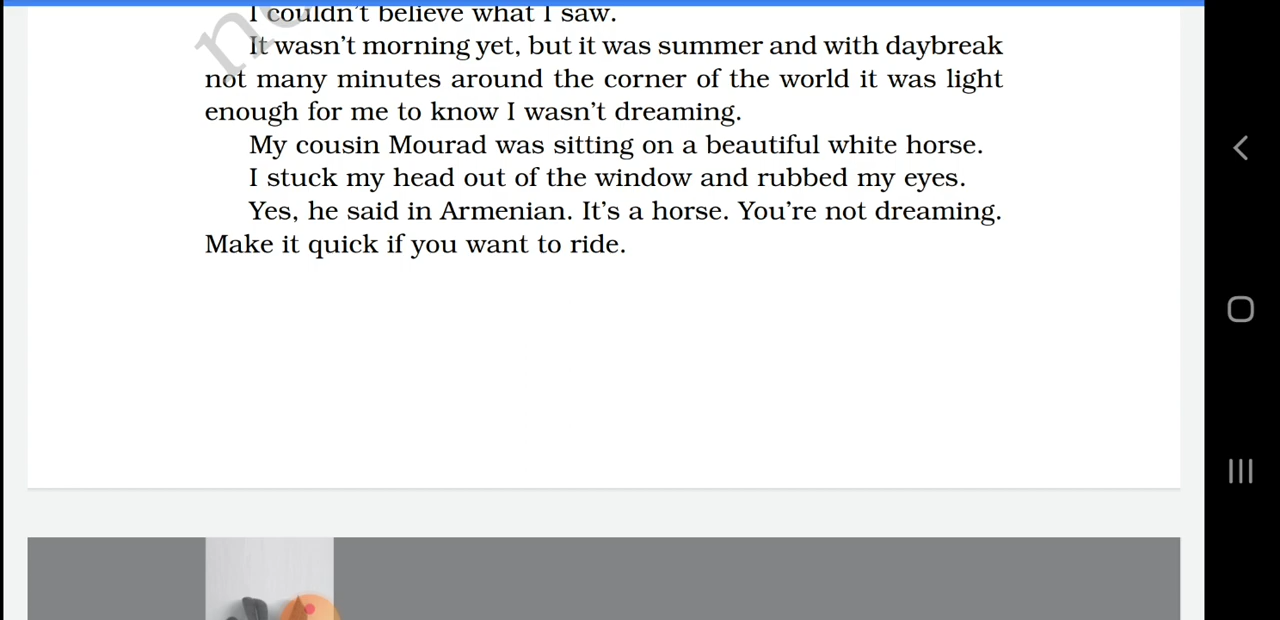 I couldn't believe what I saw.
It wasn't morning yet, but it was summer and with daybreak
not many minutes around the corner of the world it was light
enough for me to know I wasn't dreaming.
My cousin Mourad was sitting on a beautiful white horse.
I stuck my head out of the window and rubbed my eyes.
Yes, he said in Armenian. It's a horse. You're not dreaming.
Make it quick if you want to ride.